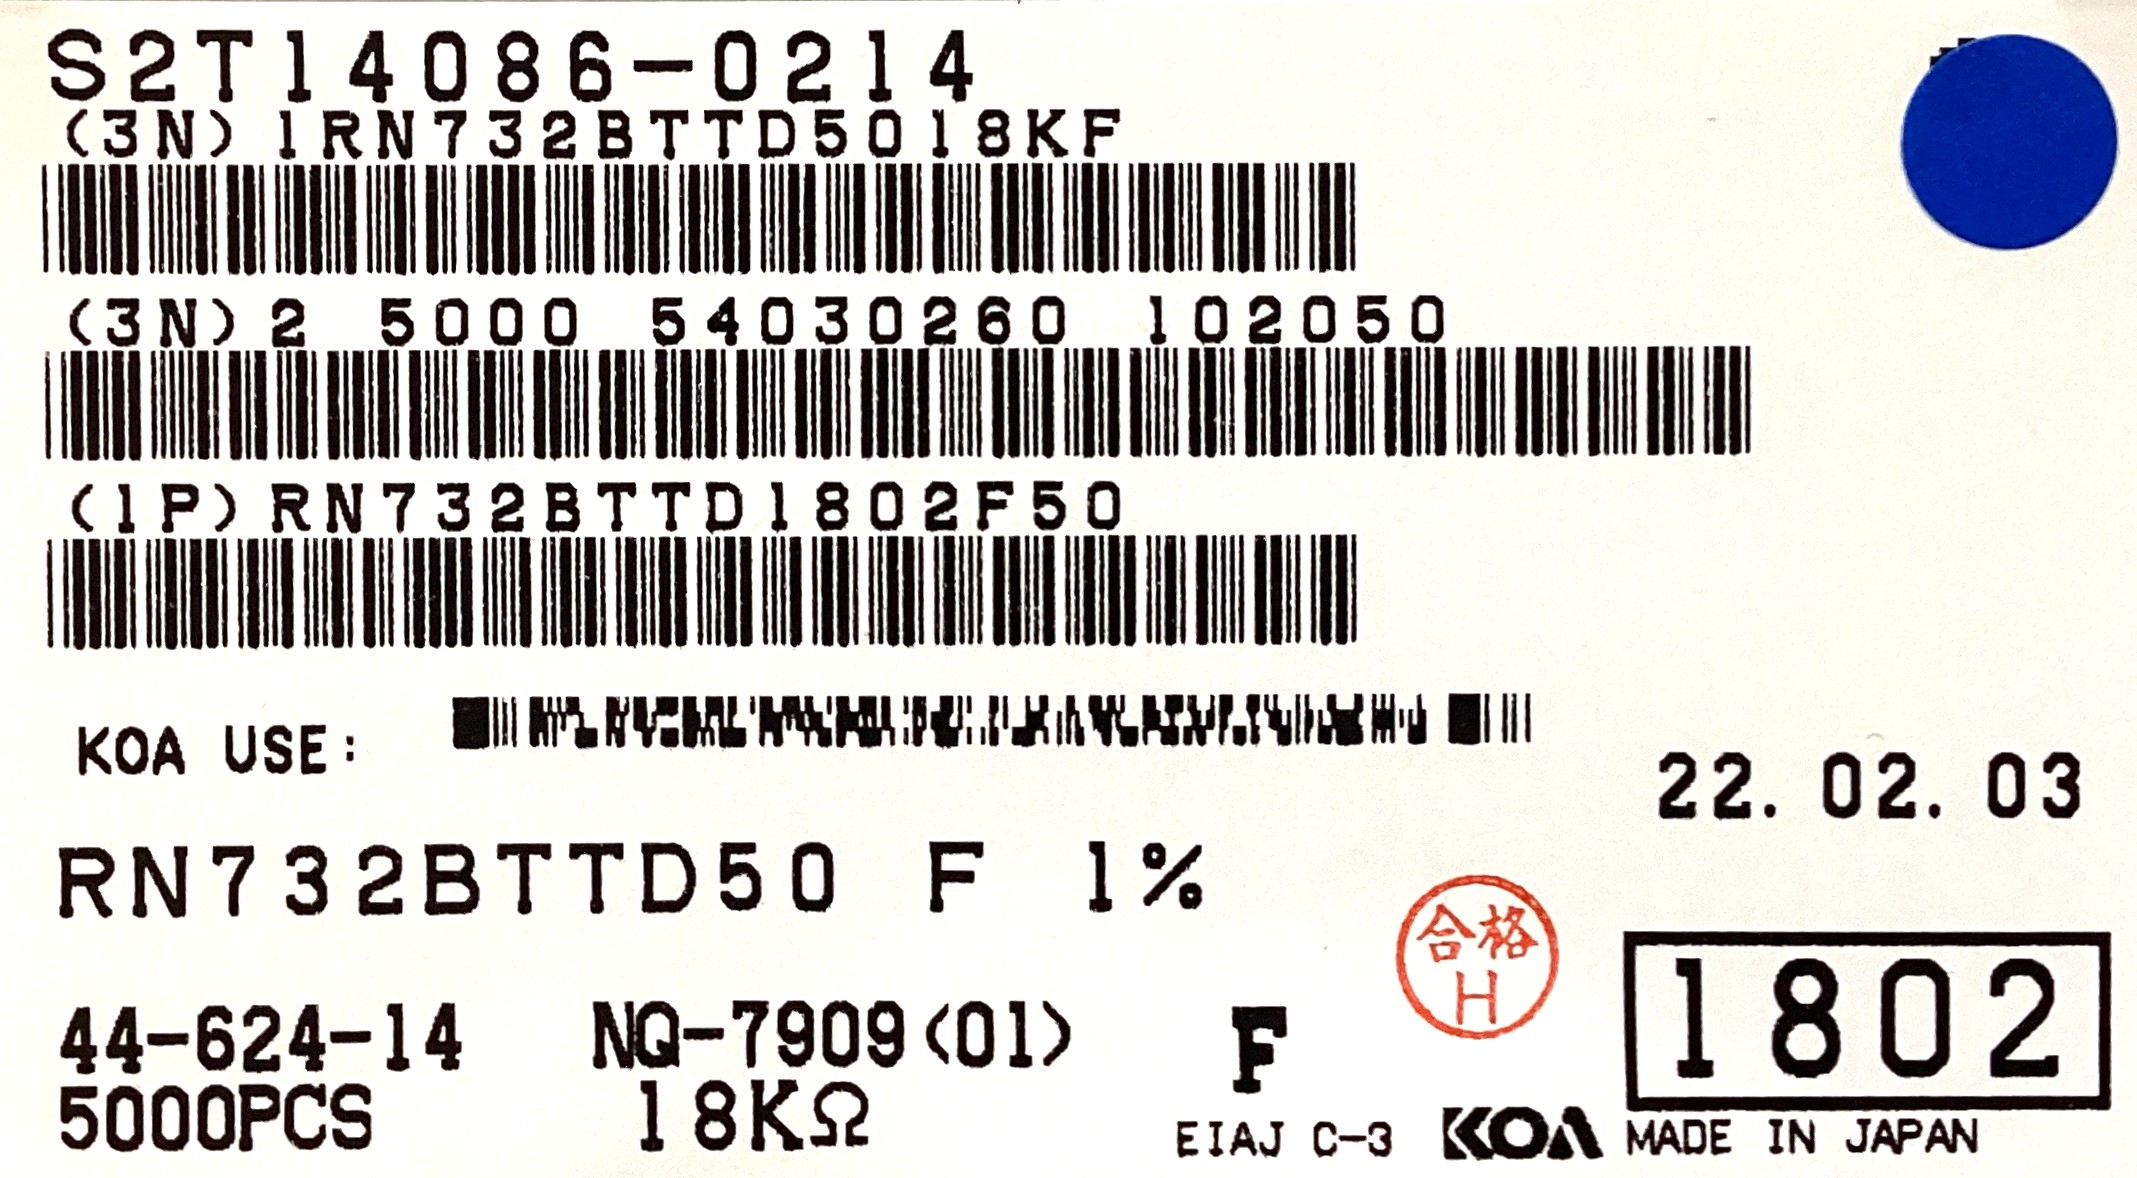 S2T14086-0214
(3N)1RN732BTTD5018KF
(3N)2 5000 54030260 102050
(1P)RN732BTTD1802F50
KOA USE:
22.02.03
RN732BTTD50 F 1%
合格
H
44-624-14 NQ-7909(01) F 1802
5000PCS 18KΩ
EIAJ C-3 KOA MADE IN JAPAN